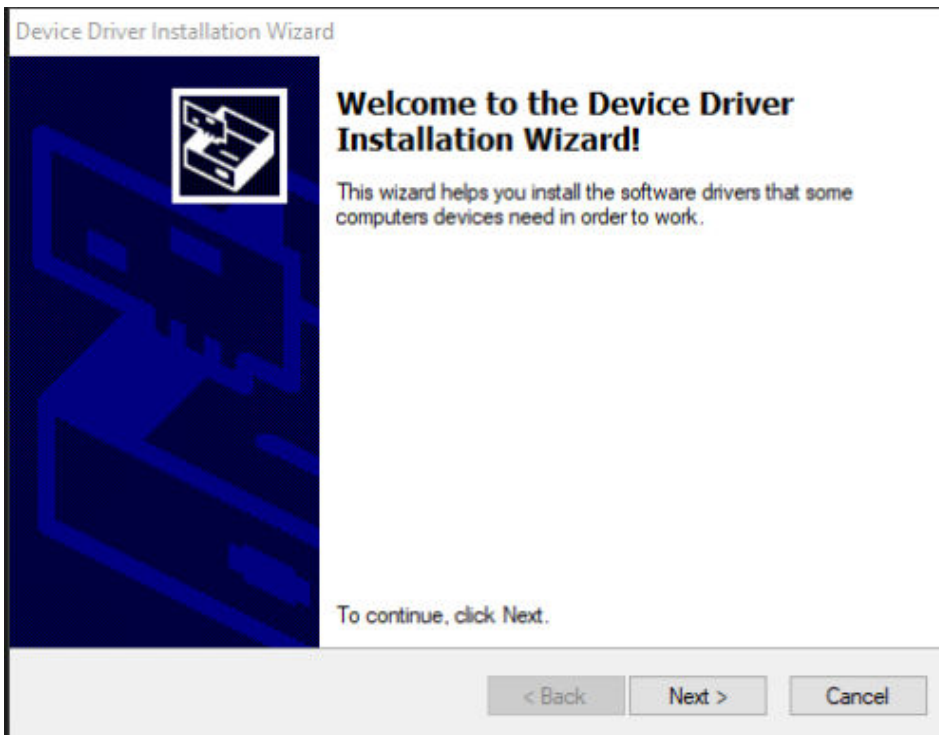 Device Driver Installation Wizard
Welcome to the Device Driver
Installation Wizard!
This wizard helps you install the software drivers that some
computers devices need in order to work.
To continue, click Next.
< Back
Next >
Cancel